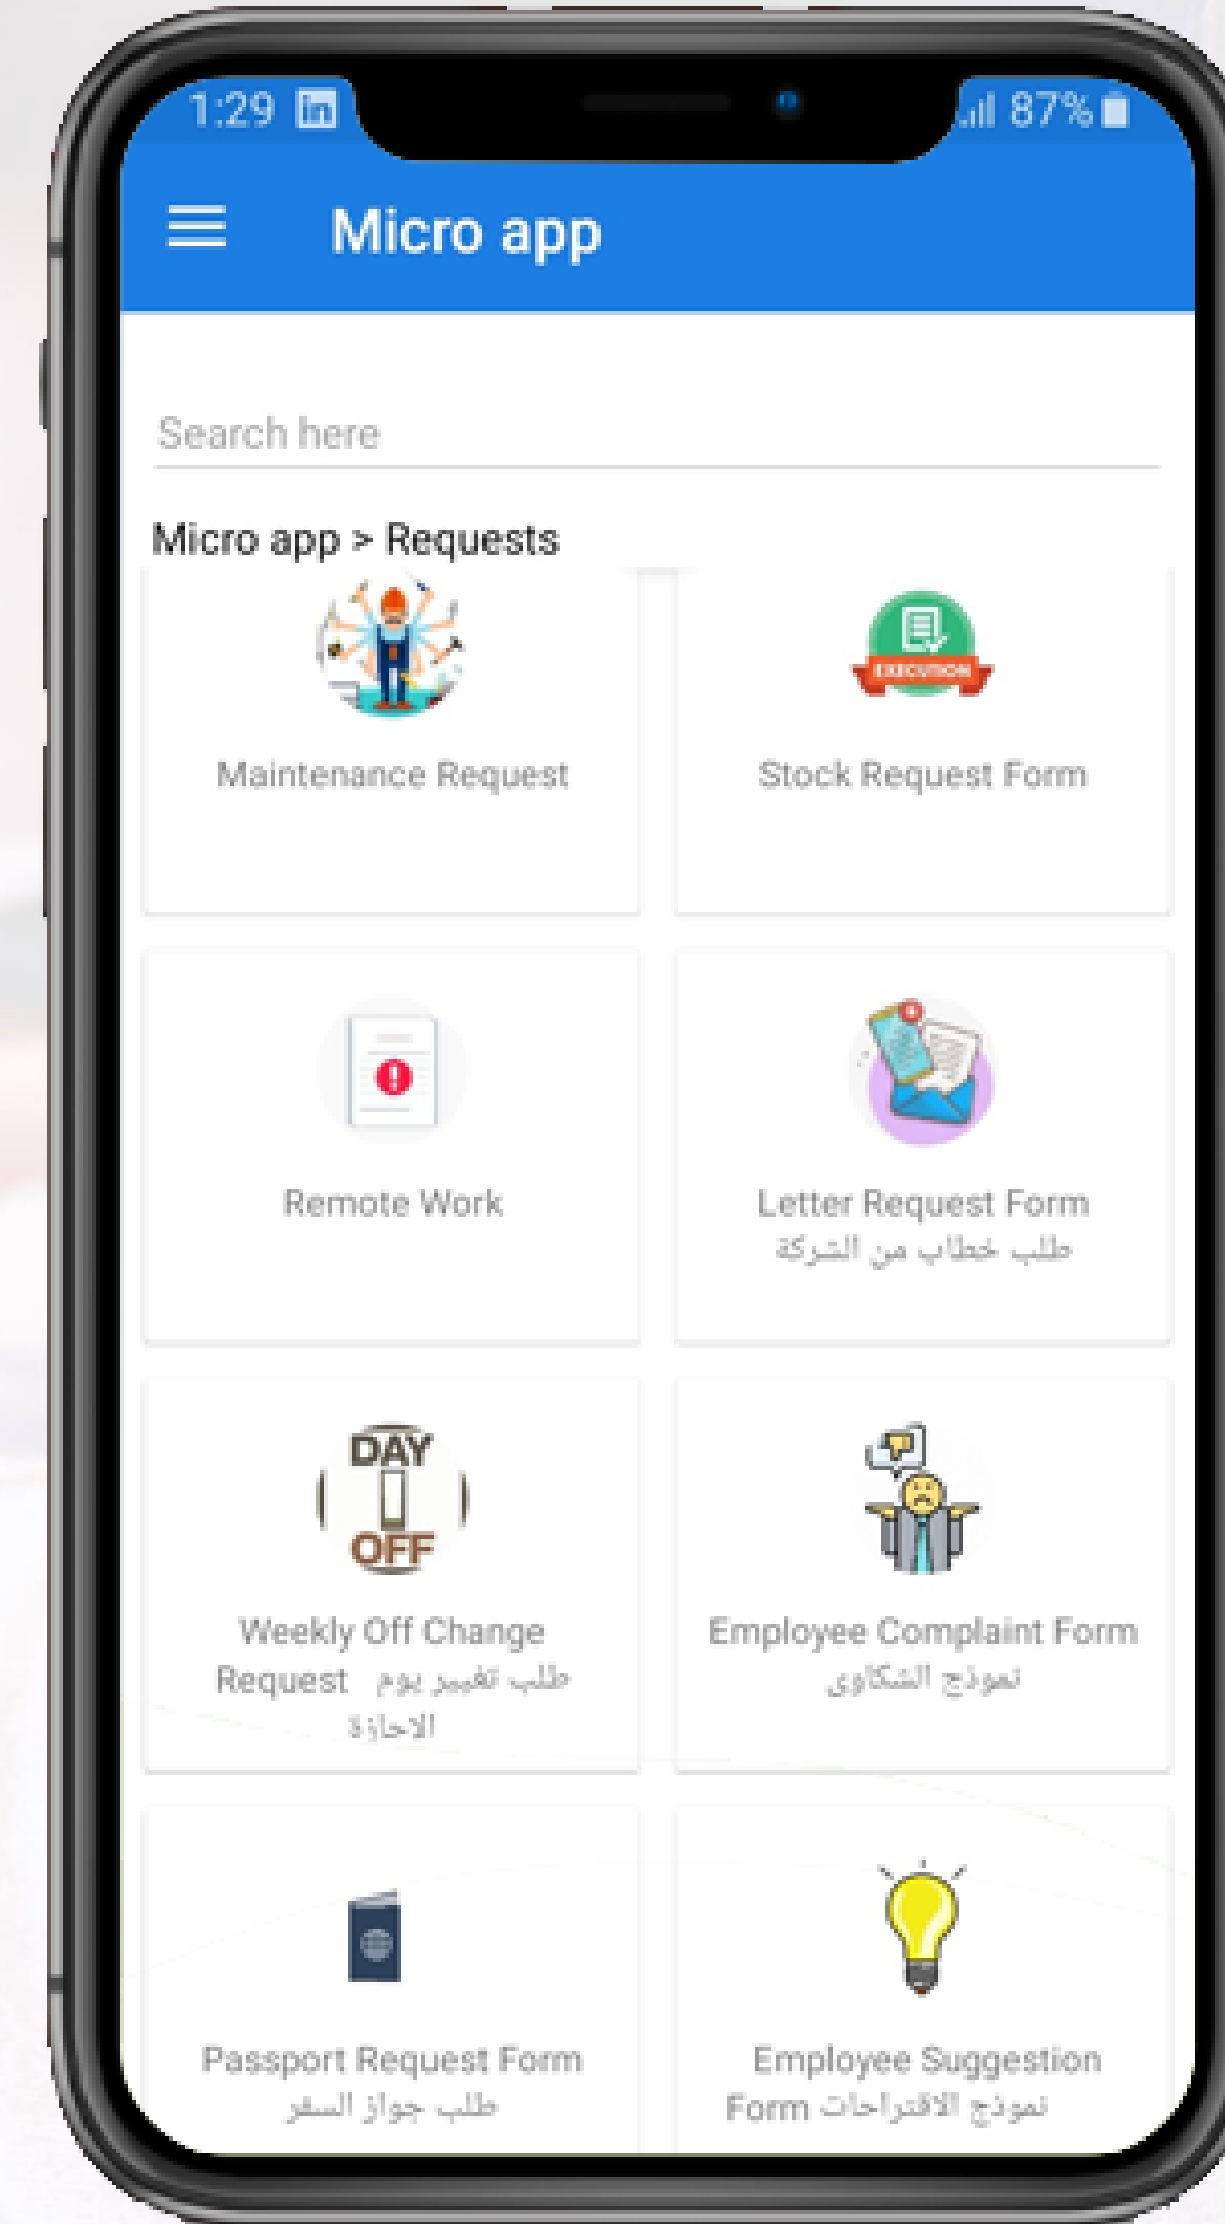 1:29 in 87%
Micro app
Search here
Micro app > Requests
EXECUTION
Maintenance Request
Stock Request Form
Remote Work
Letter Request Form
طلب خطاب من الشركة
DAY
OFF
Weekly Off Change
Request طلب تغيير يوم
الاجازة
Employee Complaint Form
نموذج الشكاوى
Passport Request Form
طلب جواز السفر
Employee Suggestion
Form نموذج الاقتراحات